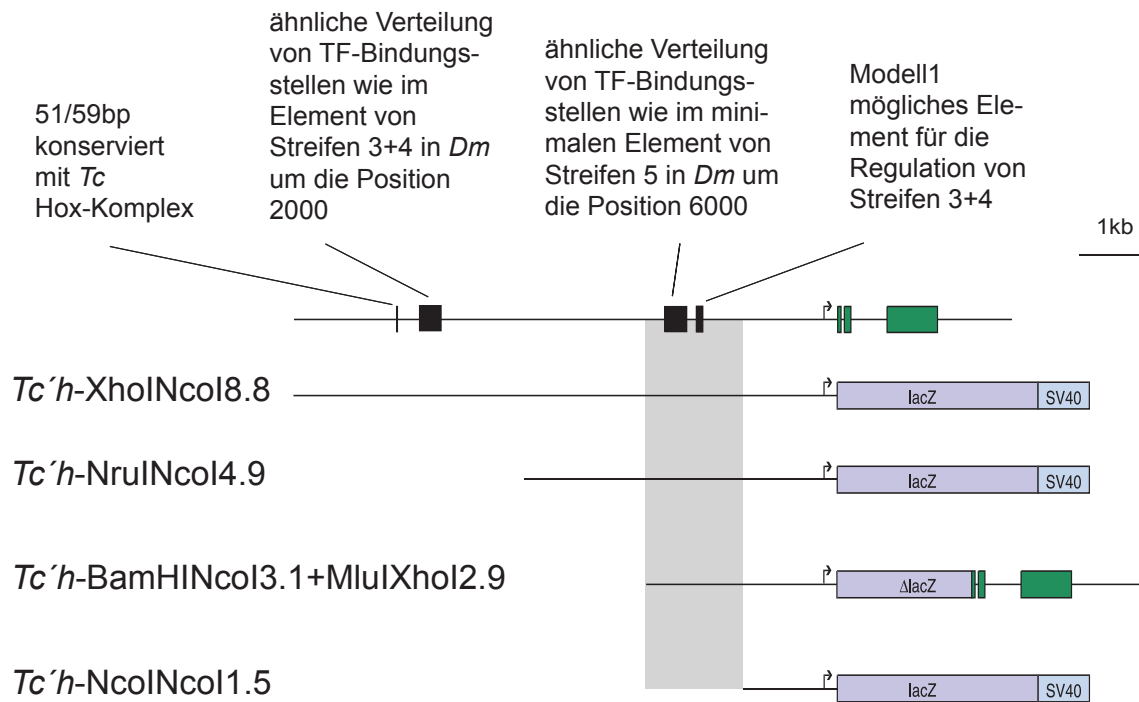 51/59bp
konserviert
mit Tc
Hox-Komplex
ähnliche Verteilung
von TF-Bindungs-
stellen wie im
Element von
Streifen 3+4 in Dm
um die Position
2000
ähnliche Verteilung
von TF-Bindungs-
stellen wie im mini-
malen Element von
Streifen 5 in Dm um
die Position 6000
Modell1
mögliches Ele-
ment für die
Regulation von
Streifen 3+4
1kb
Tc´h-XhoINcoI8.8
lacZ
SV40
Tc´h-NruINcoI4.9
lacZ
SV40
Tc´h-BamHINcoI3.1+MluIXhoI2.9
ΔlacZ
Tc´h-NcoINcoI1.5
lacZ
SV40